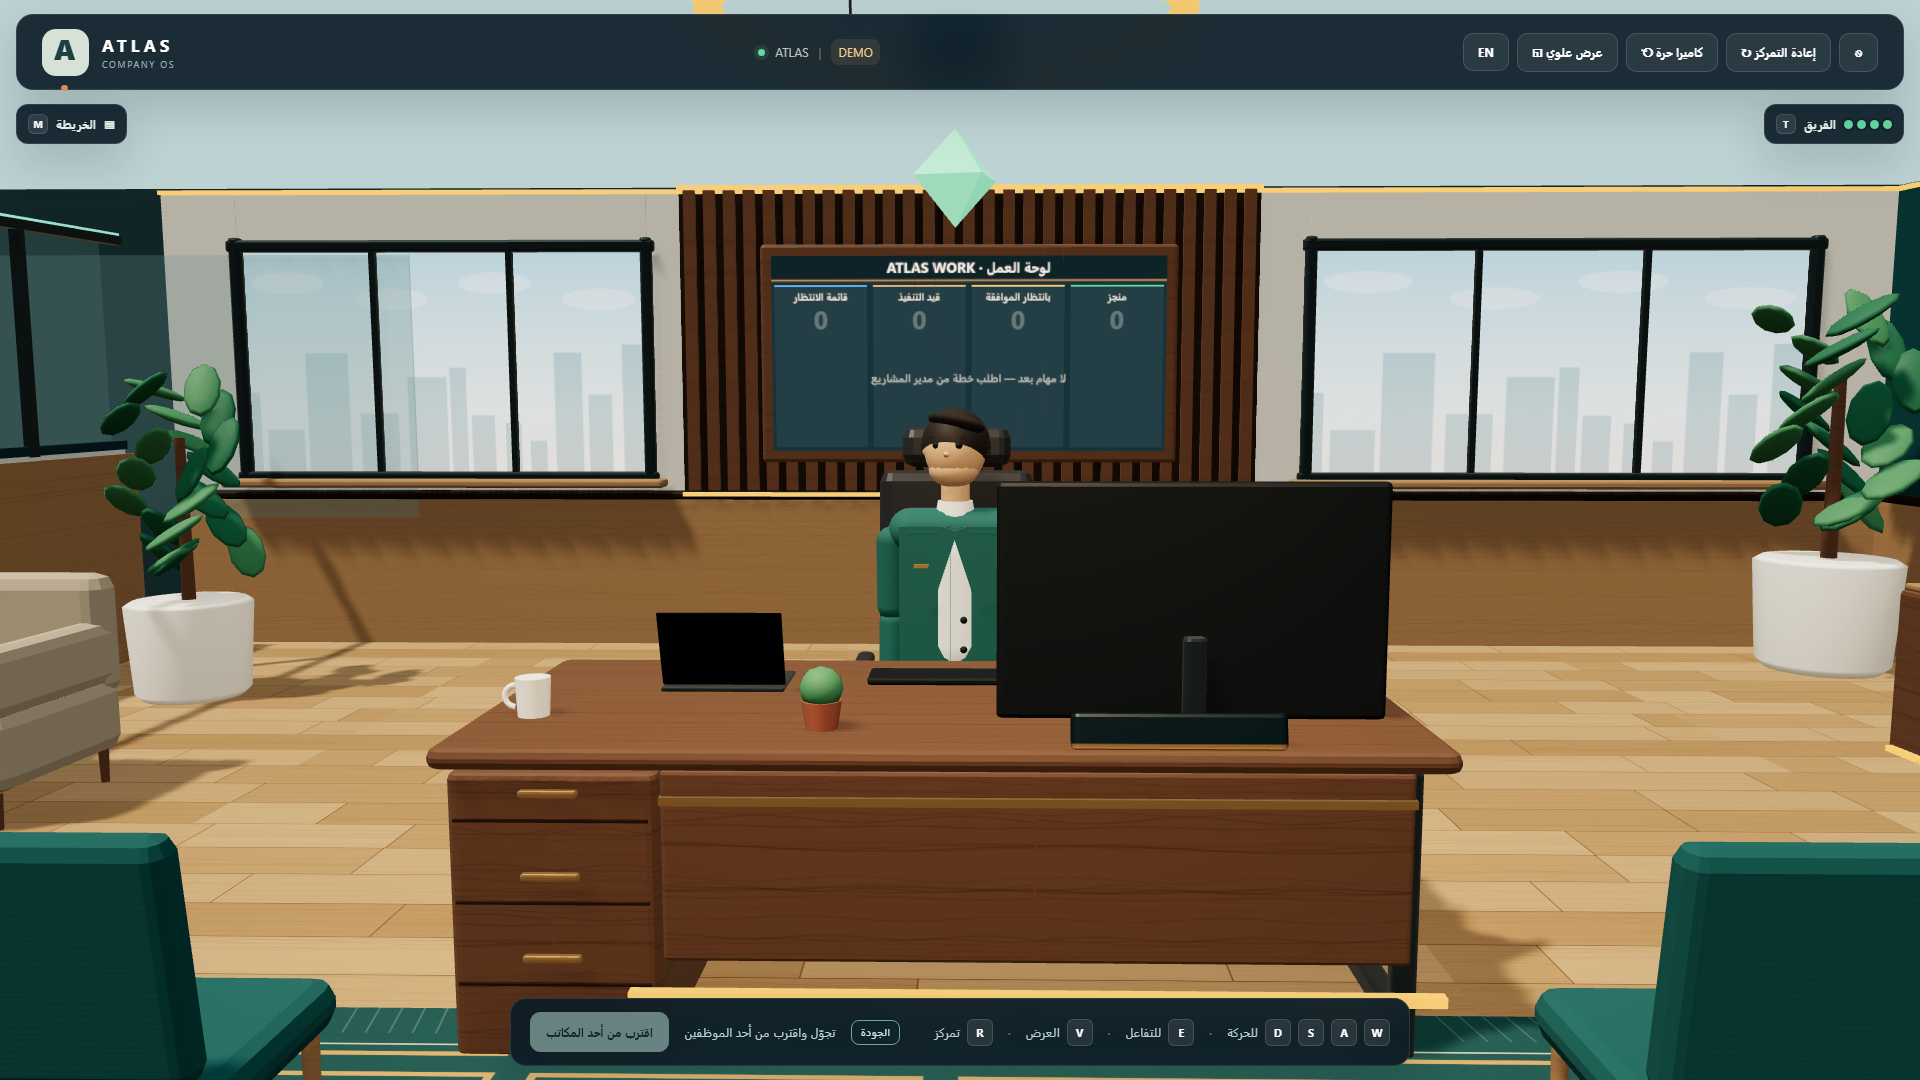 A
ATLAS
COMPANY OS
ATLAS | DEMO
EN
عرض علوي
كاميرا حرة
إعادة التمركز
الخريطة M
الفريق T
ATLAS WORK · لوحة العمل
قائمة الانتظار
0
قيد التنفيذ
0
بانتظار الموافقة
0
منجز
0
لا مهام بعد — اطلب خطة من مدير المشاريع
W A S D للحركة · E للتفاعل · V العرض · R تمركز
الجودة
تجوّل واقترب من أحد الموظفين
اقترب من أحد المكاتب